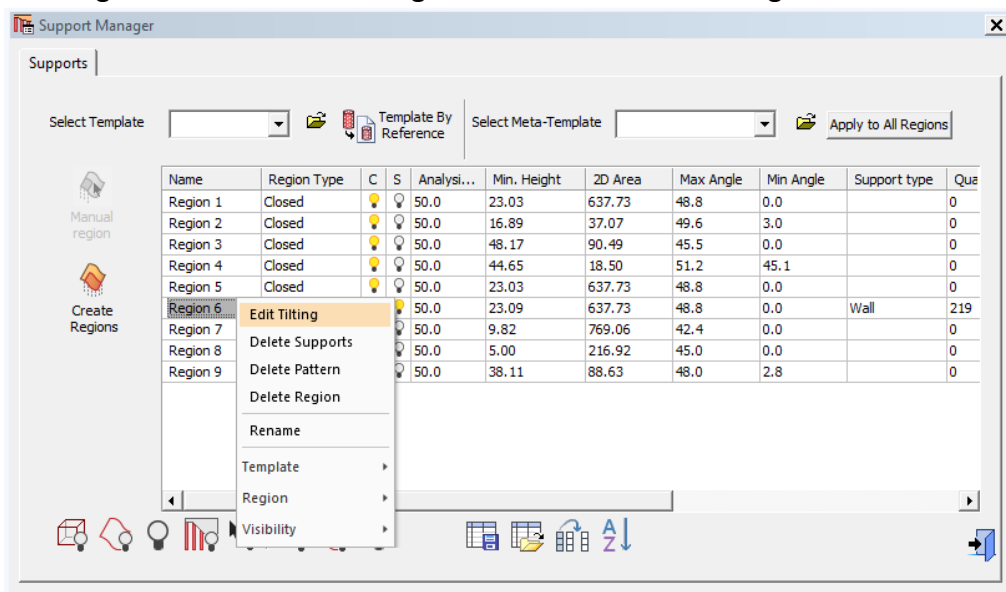 Support Manager
Supports
Select Template
Template By
Reference
Select Meta-Template
Apply to All Regions
Manual
region
Create
Regions
Name Region Type C S Analysi... Min. Height 2D Area Max Angle Min Angle Support type Qua
Region 1 Closed 50.0 23.03 637.73 48.8 0.0 0
Region 2 Closed 50.0 16.89 37.07 49.6 3.0 0
Region 3 Closed 50.0 48.17 90.49 45.5 0.0 0
Region 4 Closed 50.0 44.65 18.50 51.2 45.1 0
Region 5 Closed 50.0 23.03 637.73 48.8 0.0 0
Region 6 50.0 23.09 637.73 48.8 0.0 Wall 219
Region 7 50.0 9.82 769.06 42.4 0.0 0
Region 8 50.0 5.00 216.92 45.0 0.0 0
Region 9 50.0 38.11 88.63 48.0 2.8 0
Edit Tilting
Delete Supports
Delete Pattern
Delete Region
Rename
Template
Region
Visibility
A
Z